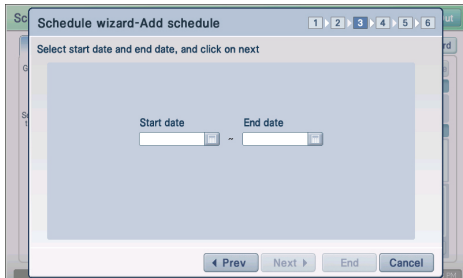 Schedule wizard-Add schedule
1 2 3 4 5 6
Select start date and end date, and click on next
Start date End date
~
Prev Next End Cancel